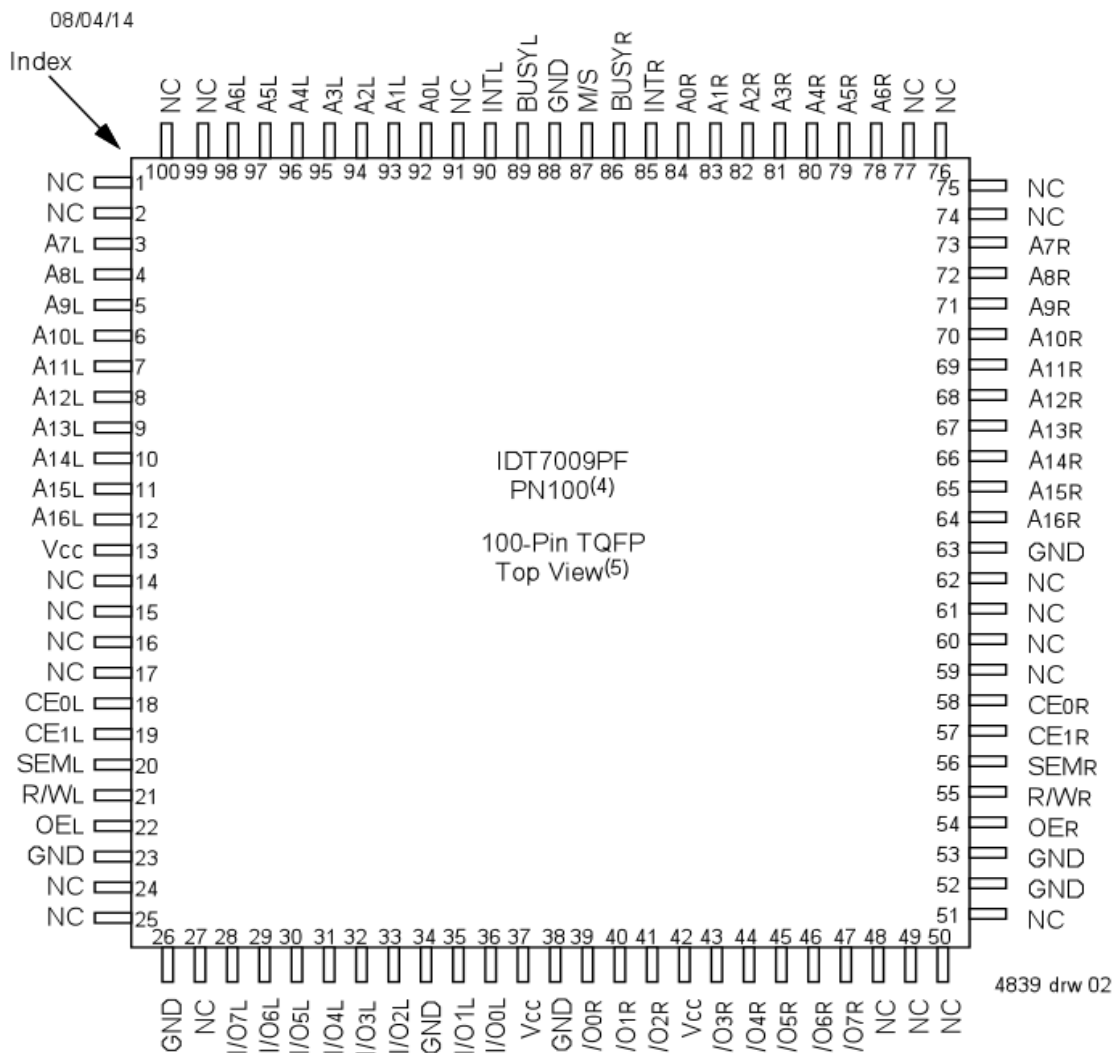 08/04/14
Index
NC
NC
A6L
A5L
A4L
A3L
A2L
A1L
A0L
NC
INTL
BUSYL
GND
M/S
BUSYR
INTR
A0R
A1R
A2R
A3R
A4R
A5R
A6R
NC
NC
100 99 98 97 96 95 94 93 92 91 90 89 88 87 86 85 84 83 82 81 80 79 78 77 76
NC 1
NC 2
A7L 3
A8L 4
A9L 5
A10L 6
A11L 7
A12L 8
A13L 9
A14L 10
A15L 11
A16L 12
Vcc 13
NC 14
NC 15
NC 16
NC 17
CE0L 18
CE1L 19
SEML 20
R/WL 21
OEL 22
GND 23
NC 24
NC 25
IDT7009PF
PN100(4)
100-Pin TQFP
Top View(5)
75 NC
74 NC
73 A7R
72 A8R
71 A9R
70 A10R
69 A11R
68 A12R
67 A13R
66 A14R
65 A15R
64 A16R
63 GND
62 NC
61 NC
60 NC
59 NC
58 CE0R
57 CE1R
56 SEMR
55 R/WR
54 OER
53 GND
52 GND
51 NC
26 27 28 29 30 31 32 33 34 35 36 37 38 39 40 41 42 43 44 45 46 47 48 49 50
GND
NC
I/O7L
I/O6L
I/O5L
I/O4L
I/O3L
I/O2L
GND
I/O1L
I/O0L
Vcc
GND
/O0R
/O1R
/O2R
Vcc
/O3R
/O4R
/O5R
/O6R
/O7R
NC
NC
NC
4839 drw 02